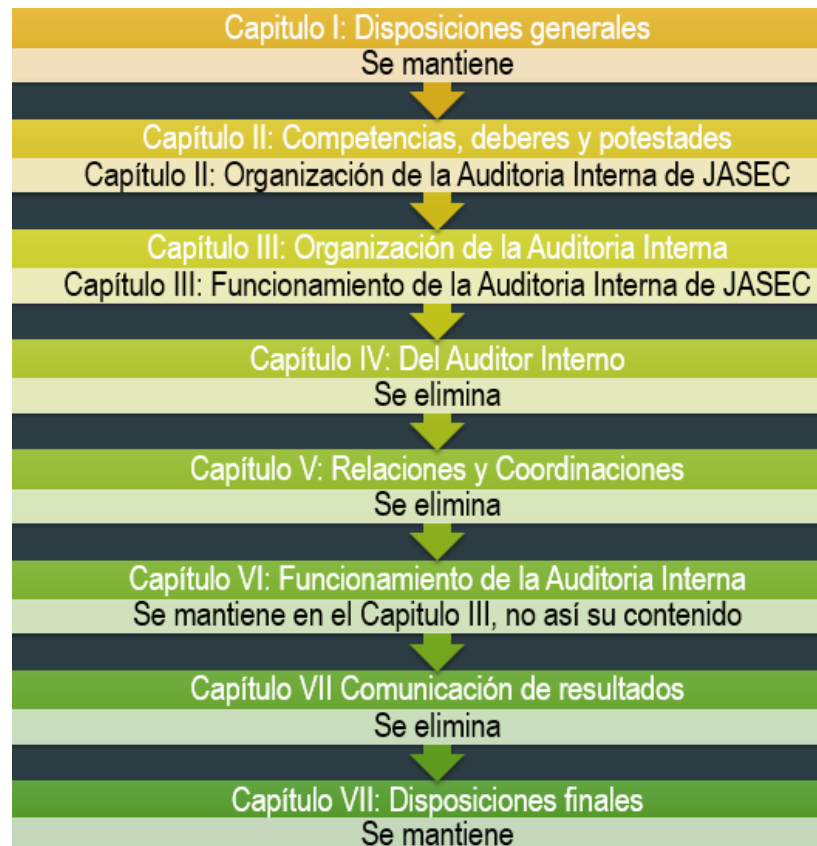 Capitulo I: Disposiciones generales
Se mantiene
Capítulo II: Competencias, deberes y potestades
Capítulo II: Organización de la Auditoria Interna de JASEC
Capítulo III: Organización de la Auditoria Interna
Capítulo III: Funcionamiento de la Auditoria Interna de JASEC
Capítulo IV: Del Auditor Interno
Se elimina
Capítulo V: Relaciones y Coordinaciones
Se elimina
Capítulo VI: Funcionamiento de la Auditoria Interna
Se mantiene en el Capitulo III, no así su contenido
Capítulo VII Comunicación de resultados
Se elimina
Capítulo VII: Disposiciones finales
Se mantiene